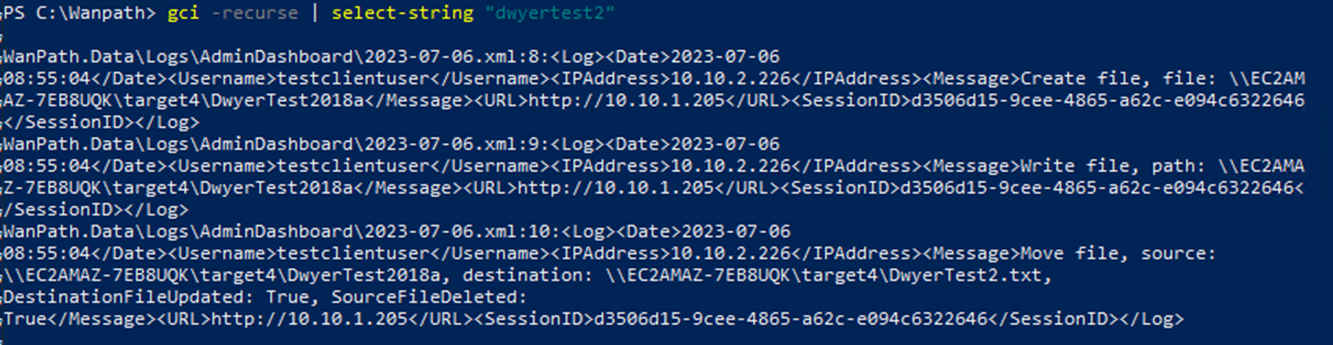 PS C:\Wanpath> gci -recurse | select-string "dwyertest2"
WanPath.Data\Logs\AdminDashboard\2023-07-06.xml:8:<Log><Date>2023-07-06
08:55:04</Date><Username>testclientuser</Username><IPAddress>10.10.2.226</IPAddress><Message>Create file, file: \\EC2AM
AZ-7EB8UQK\target4\DwyerTest2018a</Message><URL>http://10.10.1.205</URL><SessionID>d3506d15-9cee-4865-a62c-e094c6322646
</SessionID></Log>
WanPath.Data\Logs\AdminDashboard\2023-07-06.xml:9:<Log><Date>2023-07-06
08:55:04</Date><Username>testclientuser</Username><IPAddress>10.10.2.226</IPAddress><Message>Write file, path: \\EC2AMA
Z-7EB8UQK\target4\DwyerTest2018a</Message><URL>http://10.10.1.205</URL><SessionID>d3506d15-9cee-4865-a62c-e094c6322646<
/SessionID></Log>
WanPath.Data\Logs\AdminDashboard\2023-07-06.xml:10:<Log><Date>2023-07-06
08:55:04</Date><Username>testclientuser</Username><IPAddress>10.10.2.226</IPAddress><Message>Move file, source:
\\EC2AMAZ-7EB8UQK\target4\DwyerTest2018a, destination: \\EC2AMAZ-7EB8UQK\target4\DwyerTest2.txt,
DestinationFileUpdated: True, SourceFileDeleted:
True</Message><URL>http://10.10.1.205</URL><SessionID>d3506d15-9cee-4865-a62c-e094c6322646</SessionID></Log>